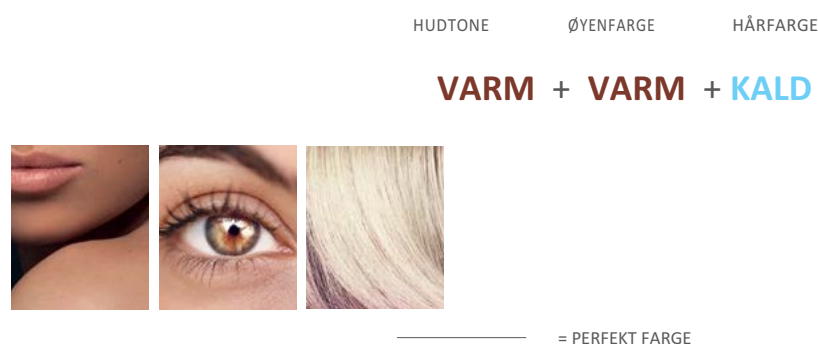 HUDTONE ØYENFARGE HÅRFARGE
VARM + VARM + KALD
= PERFEKT FARGE